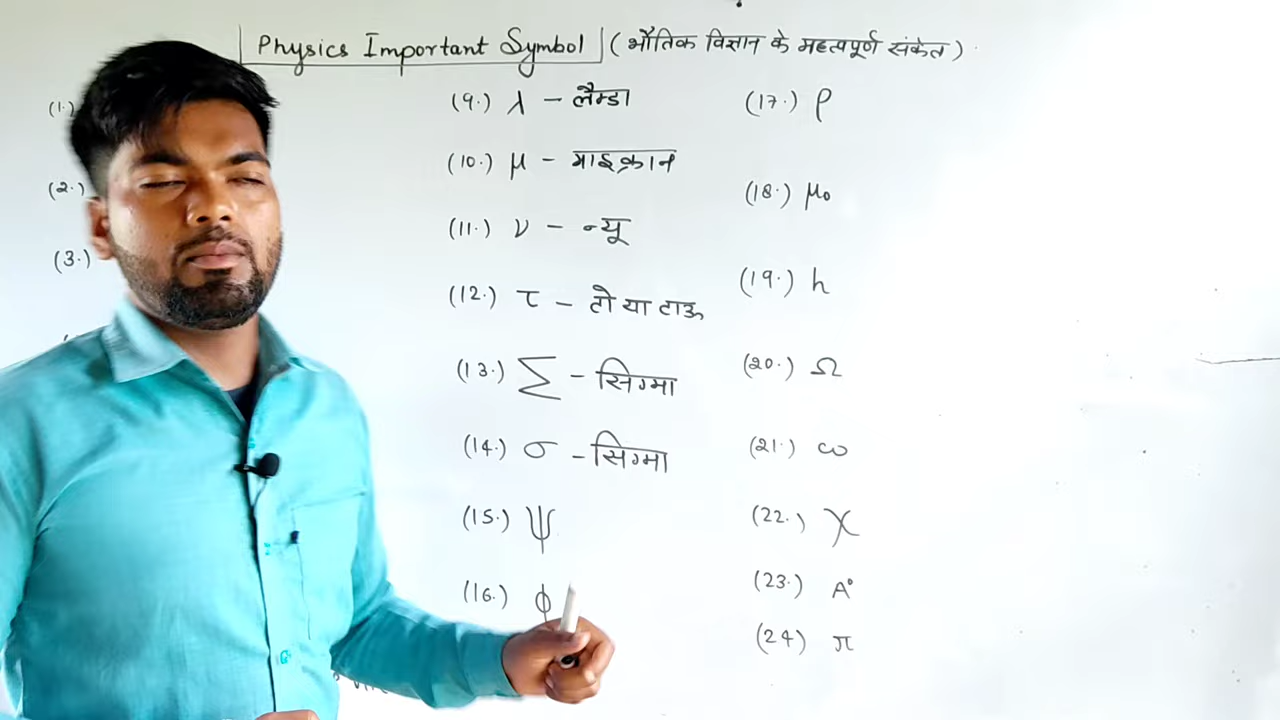 Physics Important Symbol (भौतिक विज्ञान के महत्वपूर्ण संकेत)
(1.)
(2.)
(3.)
(9.) λ – लैम्डा
(10.) μ – माइक्रान
(11.) ν – न्यू
(12.) τ – टो या टाऊ
(13.) Σ – सिग्मा
(14.) σ – सिग्मा
(15.) ψ
(16.) ϕ
(17.) ρ
(18.) μ₀
(19.) h
(20.) Ω
(21.) ω
(22.) χ
(23.) A°
(24) π